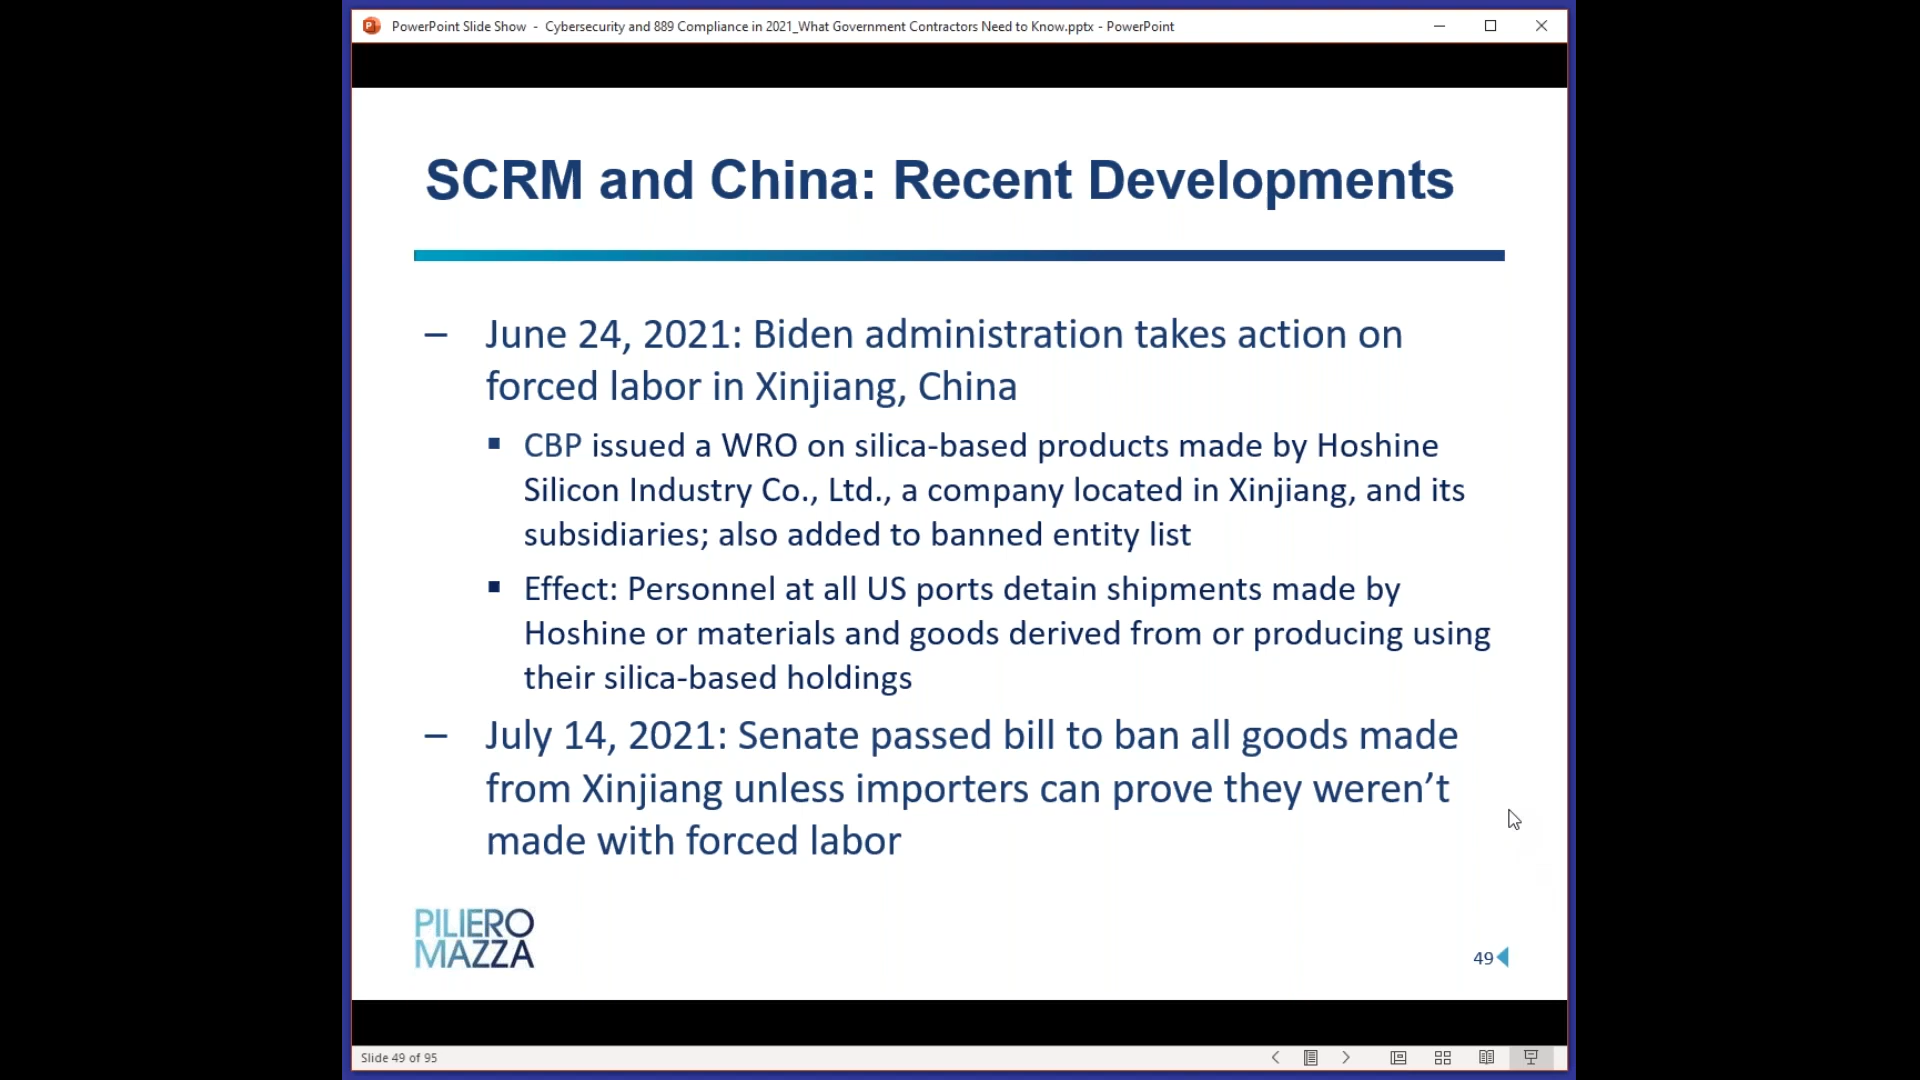 PowerPoint Slide Show - Cybersecurity and 889 Compliance in 2021_What Government Contractors Need to Know.pptx - PowerPoint
SCRM and China: Recent Developments
– June 24, 2021: Biden administration takes action on
forced labor in Xinjiang, China
▪ CBP issued a WRO on silica-based products made by Hoshine
Silicon Industry Co., Ltd., a company located in Xinjiang, and its
subsidiaries; also added to banned entity list
▪ Effect: Personnel at all US ports detain shipments made by
Hoshine or materials and goods derived from or producing using
their silica-based holdings
– July 14, 2021: Senate passed bill to ban all goods made
from Xinjiang unless importers can prove they weren’t
made with forced labor
PILIERO
MAZZA
49
Slide 49 of 95